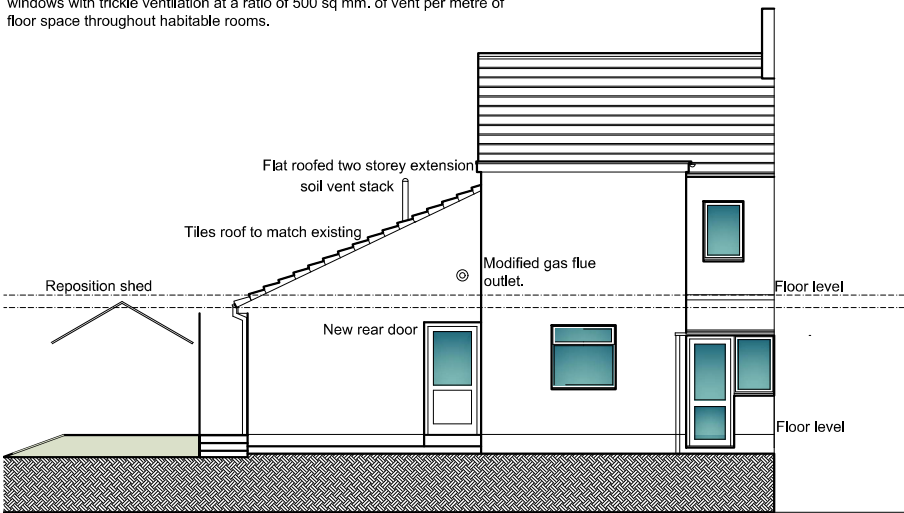 windows with trickle ventilation at a ratio of 500 sq mm. of vent per metre of
floor space throughout habitable rooms.
Flat roofed two storey extension
soil vent stack
Tiles roof to match existing
Modified gas flue
outlet.
Reposition shed
Floor level
New rear door
Floor level